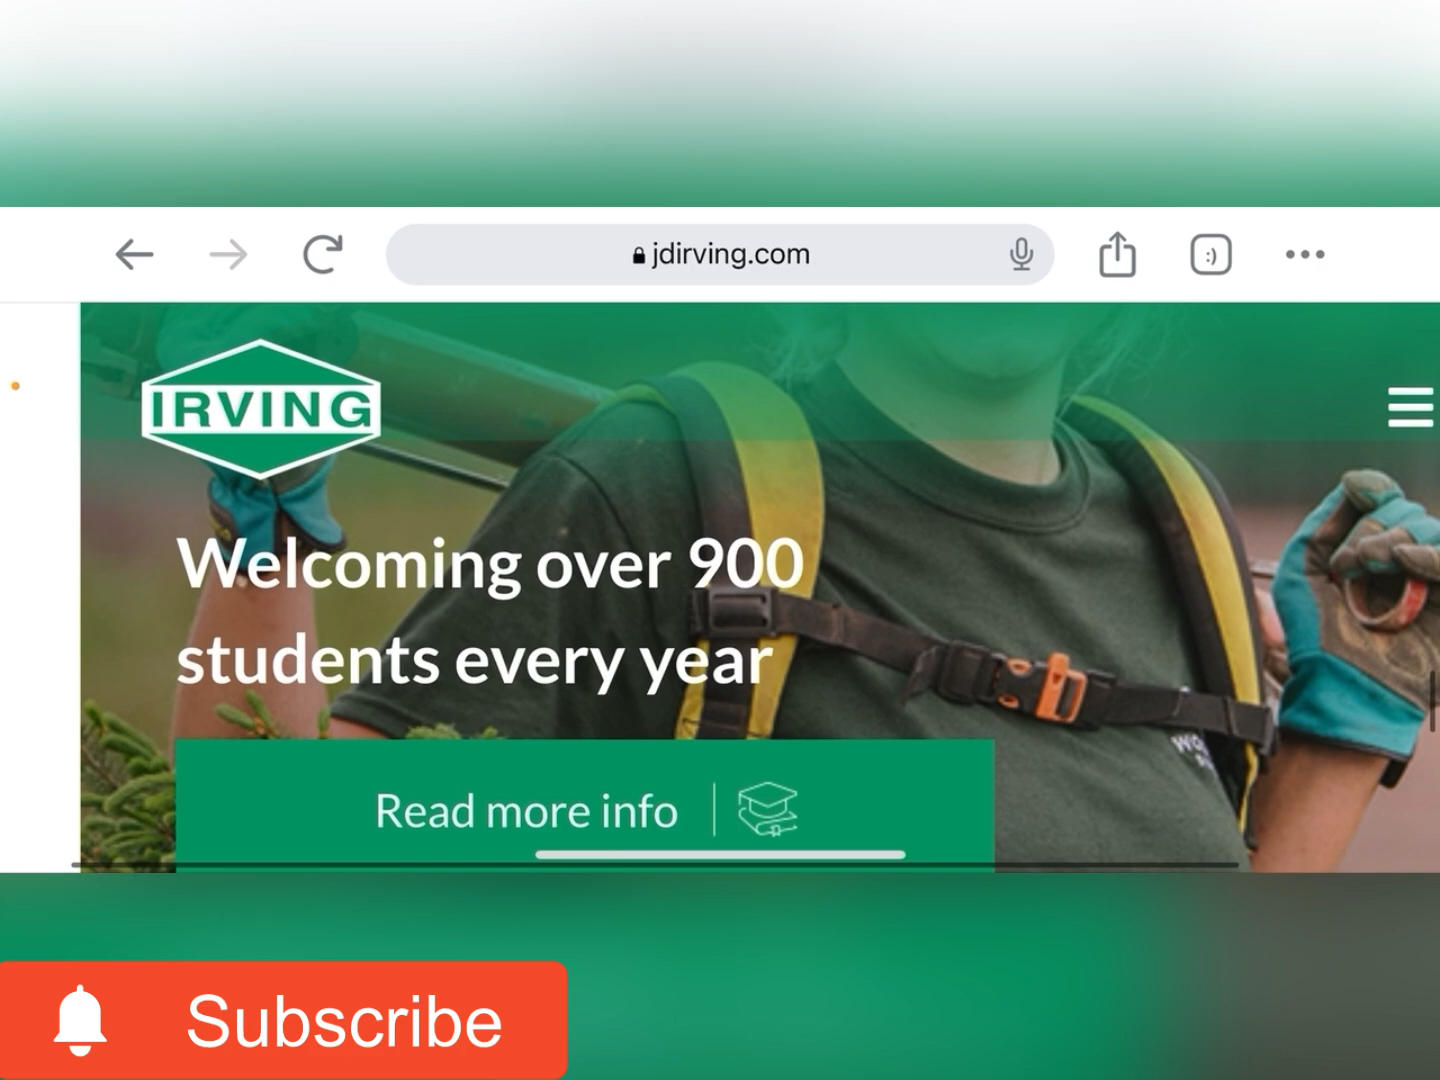 jdirving.com
:)
IRVING
Welcoming over 900
students every year
Read more info
Subscribe